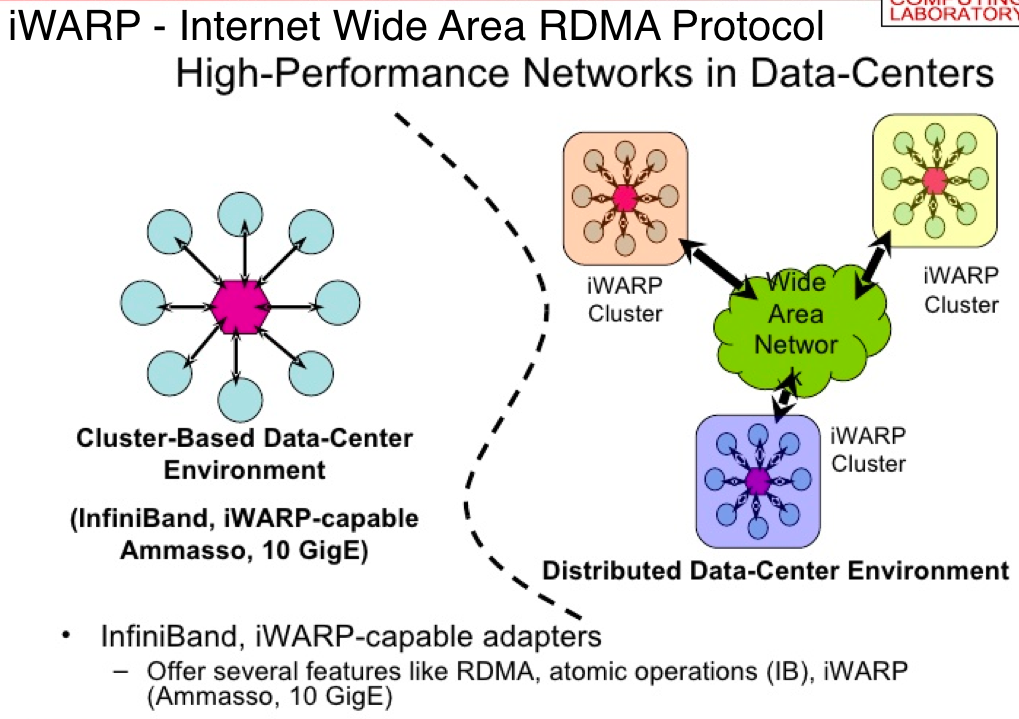 COMPUTING
LABORATORY
iWARP - Internet Wide Area RDMA Protocol
High-Performance Networks in Data-Centers
iWARP
Cluster
iWARP
Cluster
Wide
Area
Networ
k
iWARP
Cluster
Cluster-Based Data-Center
Environment
(InfiniBand, iWARP-capable
Ammasso, 10 GigE)
Distributed Data-Center Environment
• InfiniBand, iWARP-capable adapters
– Offer several features like RDMA, atomic operations (IB), iWARP
(Ammasso, 10 GigE)